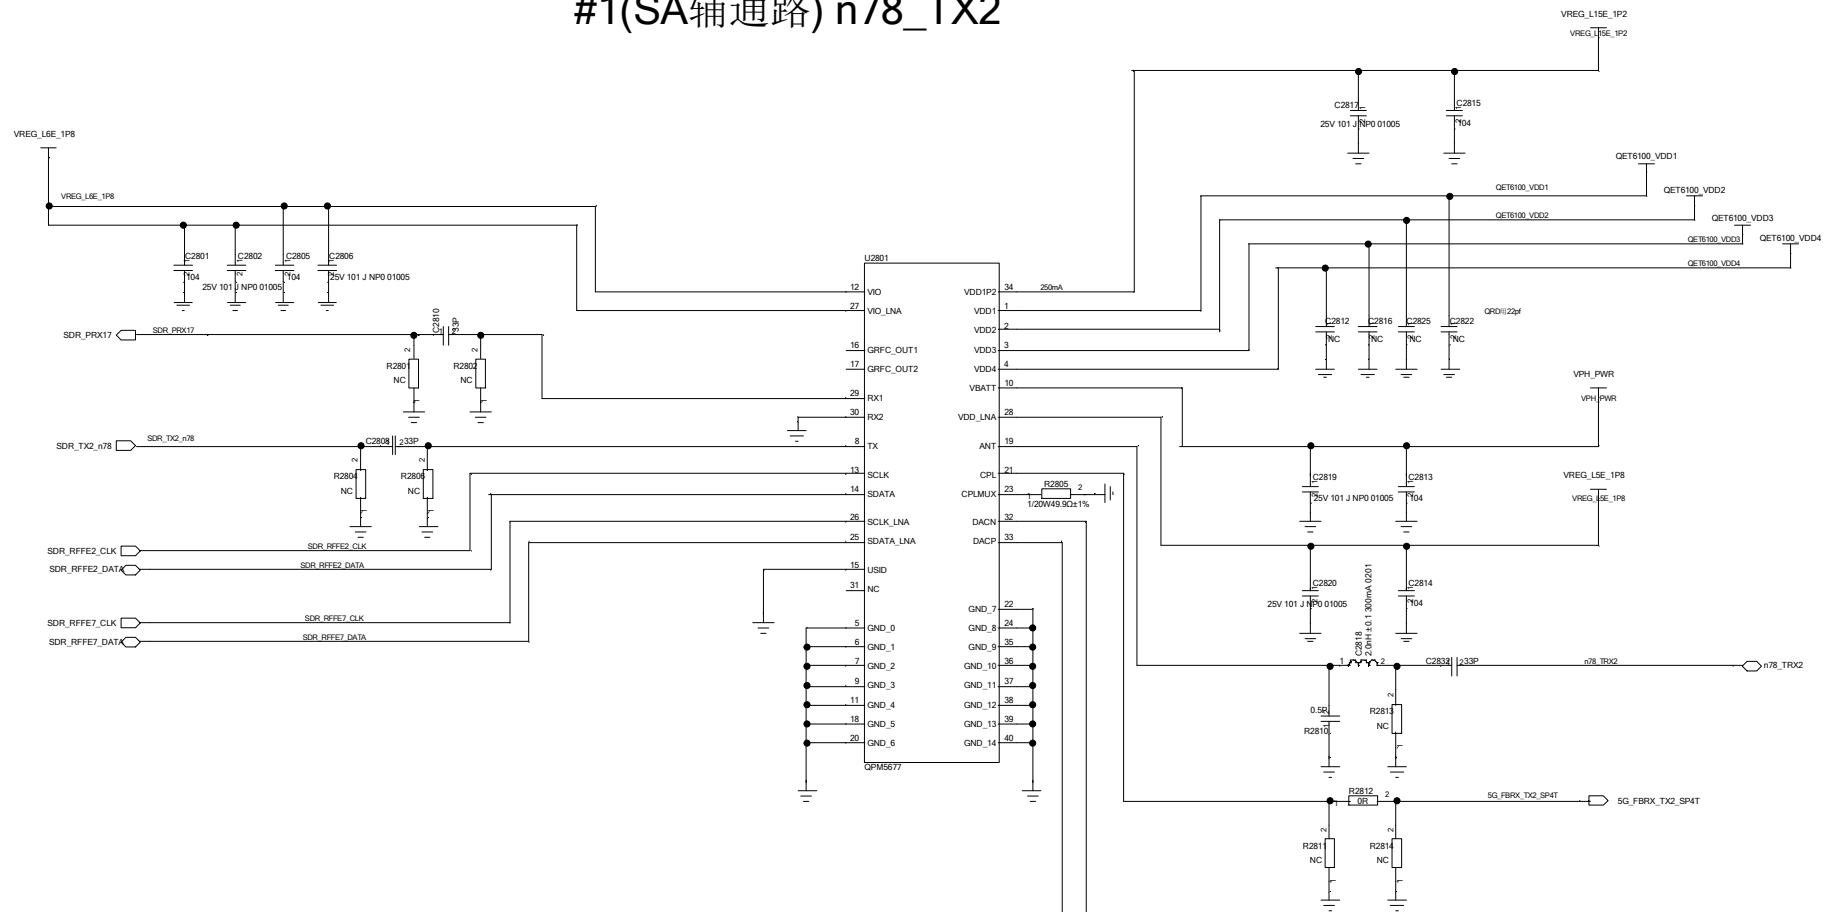 #1(SA辅通路) n78_TX2
VREG_L15E_1P2
VREG_L15E_1P2
C2817
25V 101 J NP0 01005
C2815
104
VREG_L6E_1P8
VREG_L6E_1P8
QET6100_VDD1
QET6100_VDD1
QET6100_VDD2
QET6100_VDD2
QET6100_VDD3
QET6100_VDD3
QET6100_VDD4
QET6100_VDD4
C2801
104
C2802
25V 101 J NP0 01005
C2805
104
C2806
25V 101 J NP0 01005
U2801
12 VIO
27 VIO_LNA
16 GRFC_OUT1
17 GRFC_OUT2
29 RX1
30 RX2
8 TX
13 SCLK
14 SDATA
26 SCLK_LNA
25 SDATA_LNA
15 USID
31 NC
5 GND_0
6 GND_1
7 GND_2
9 GND_3
11 GND_4
18 GND_5
20 GND_6
VDD1P2 34 250mA
VDD1 1
VDD2 2
VDD3 3
VDD4 4
VBATT 10
VDD_LNA 28
ANT 19
CPL 21
CPLMUX 23
DACN 32
DACP 33
GND_7 22
GND_8 24
GND_9 35
GND_10 36
GND_11 37
GND_12 38
GND_13 39
GND_14 40
QPM5677
SDR_PRX17
SDR_PRX17
C2810
33P
R2801
NC
R2802
NC
SDR_TX2_n78
SDR_TX2_n78
C2808
33P
R2804
NC
R2806
NC
SDR_RFFE2_CLK
SDR_RFFE2_CLK
SDR_RFFE2_DATA
SDR_RFFE2_DATA
SDR_RFFE7_CLK
SDR_RFFE7_CLK
SDR_RFFE7_DATA
SDR_RFFE7_DATA
C2812
NC
C2816
NC
C2825
NC
C2822
NC
22pf
VPH_PWR
VPH_PWR
C2819
25V 101 J NP0 01005
C2813
104
R2805
1/20W49.9Ω±1%
VREG_L5E_1P8
VREG_L5E_1P8
C2820
25V 101 J NP0 01005
C2814
104
C2818
2.0nH ±0.1 300mA 0201
C2832
33P
n78_TRX2
n78_TRX2
0.5P
R2810
R2813
NC
R2812
0R
5G_FBRX_TX2_SP4T
5G_FBRX_TX2_SP4T
R2811
NC
R2814
NC